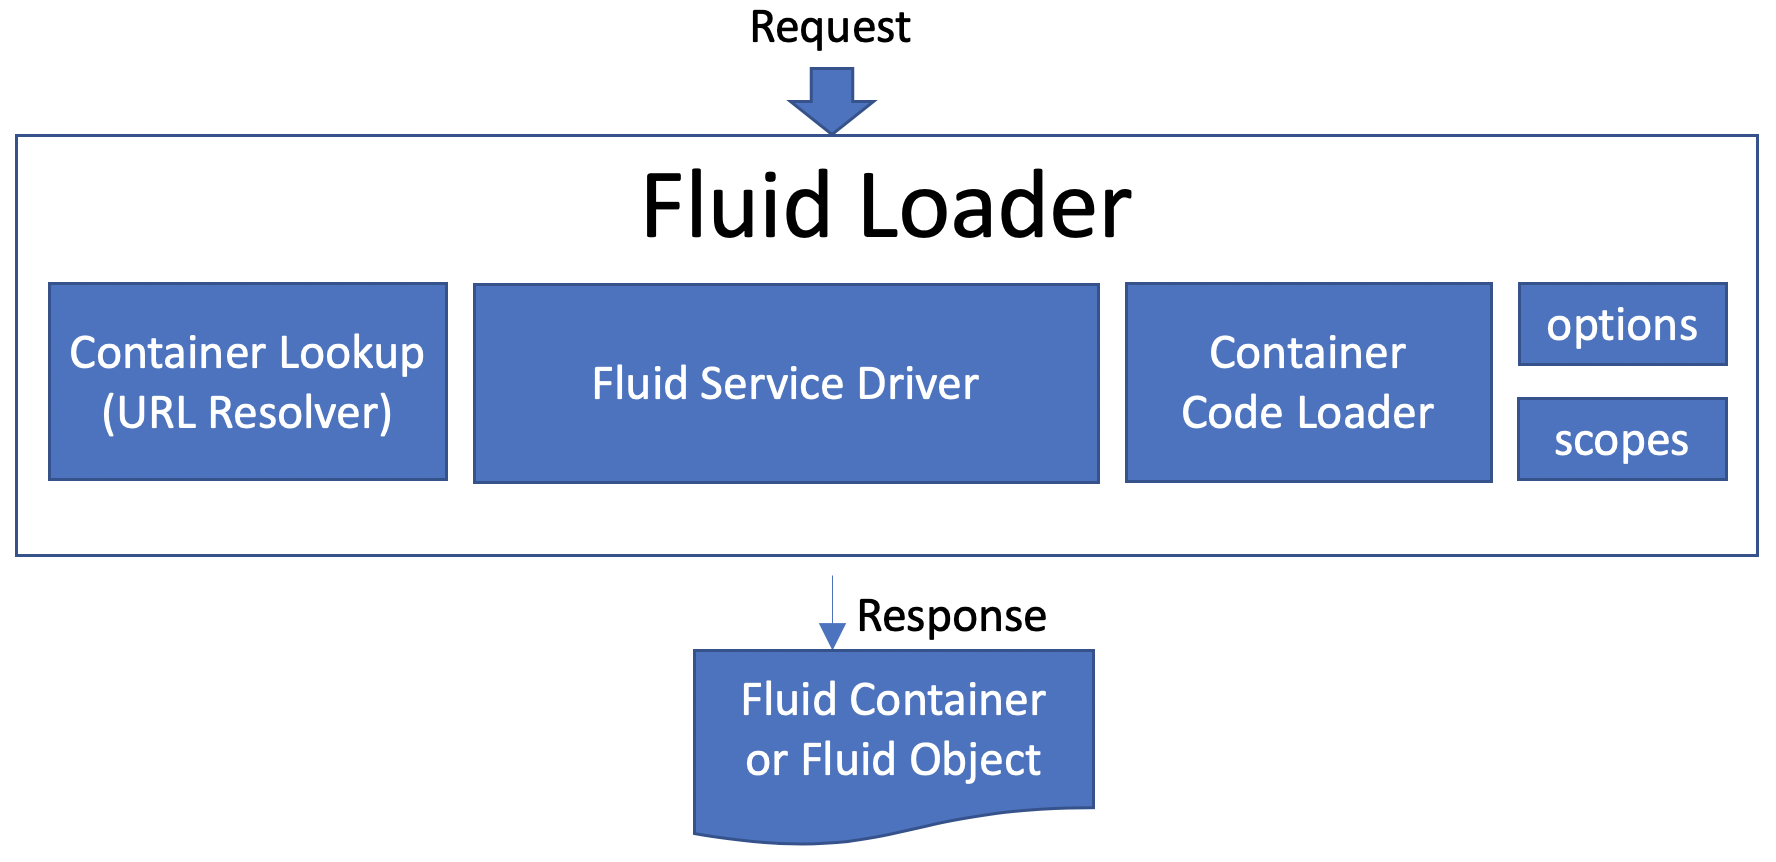 Request
Fluid Loader
Container Lookup
(URL Resolver)
Fluid Service Driver
Container
Code Loader
options
scopes
Response
Fluid Container
or Fluid Object